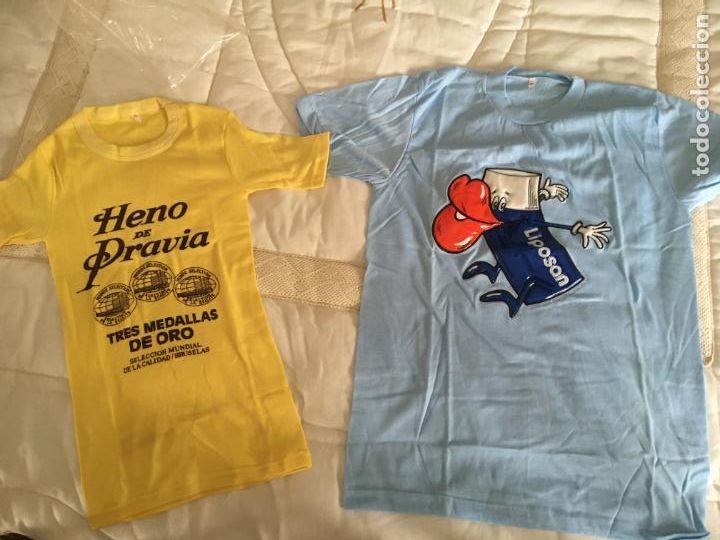 Heno
DE
Pravia
TRES MEDALLAS
DE ORO
SELECCION MUNDIAL
DE LA CALIDAD/BRUSELAS
Liposan
todocoleccion